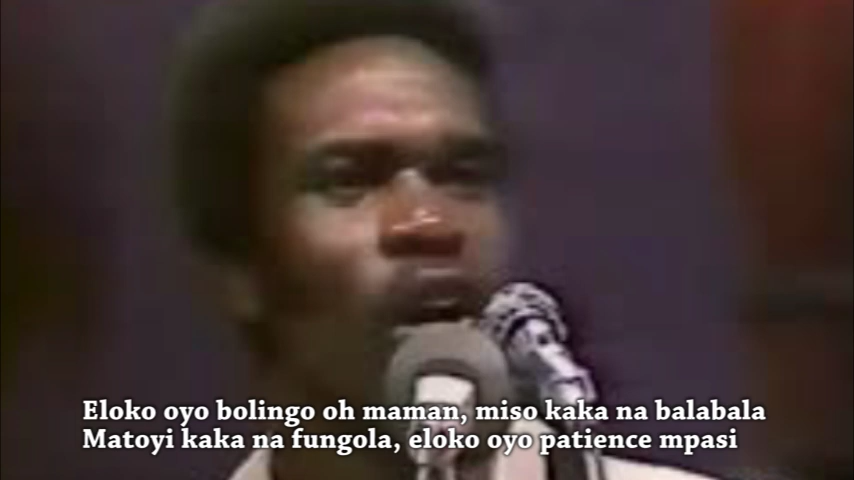 Eloko oyo bolingo oh maman, miso kaka na balabala
Matoyi kaka na fungola, eloko oyo patience mpasi